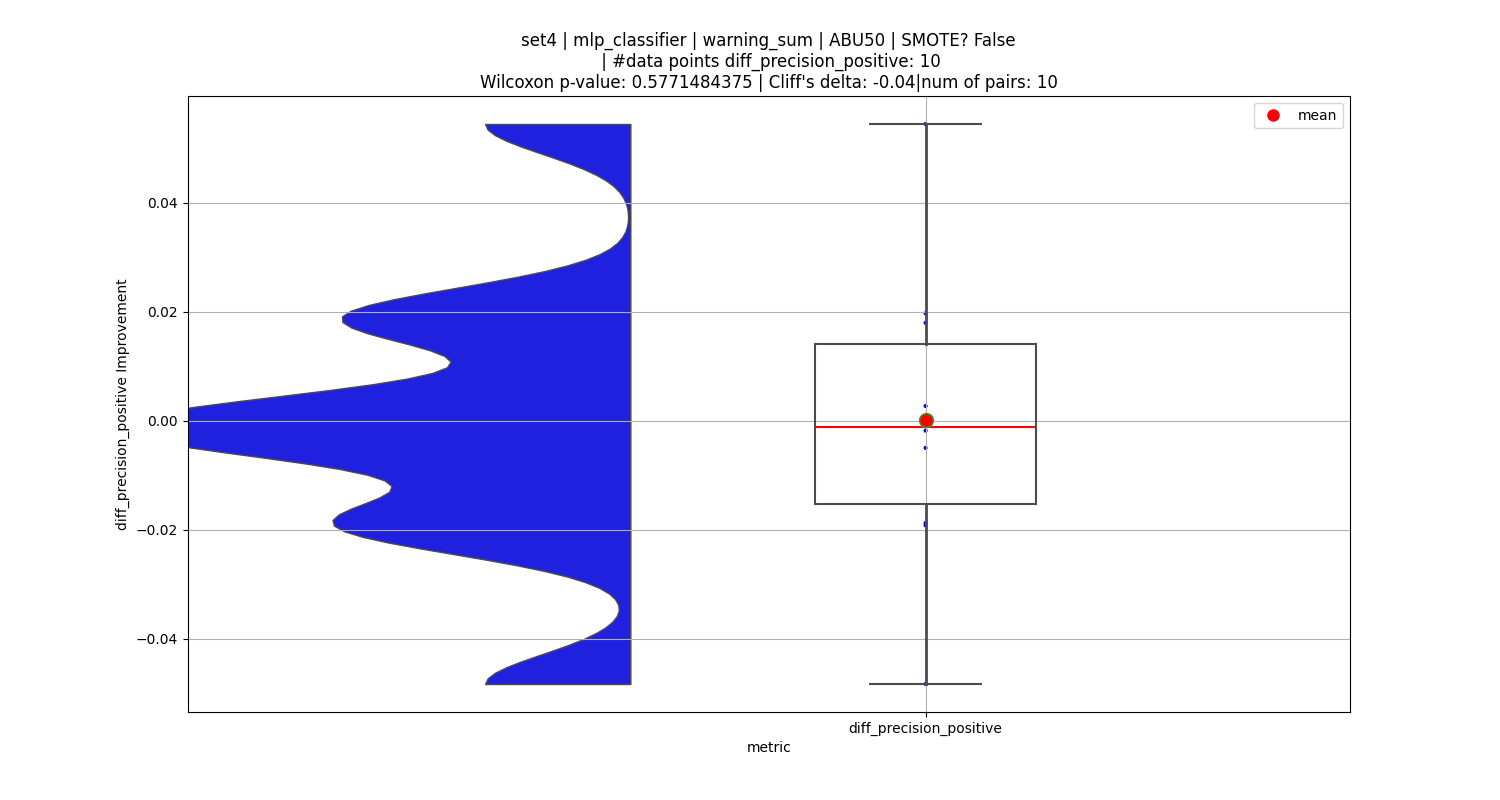 set4 | mlp_classifier | warning_sum | ABU50 | SMOTE? False
| #data points diff_precision_positive: 10
Wilcoxon p-value: 0.5771484375 | Cliff's delta: -0.04|num of pairs: 10
mean
diff_precision_positive Improvement
0.04
0.02
0.00
−0.02
−0.04
diff_precision_positive
metric